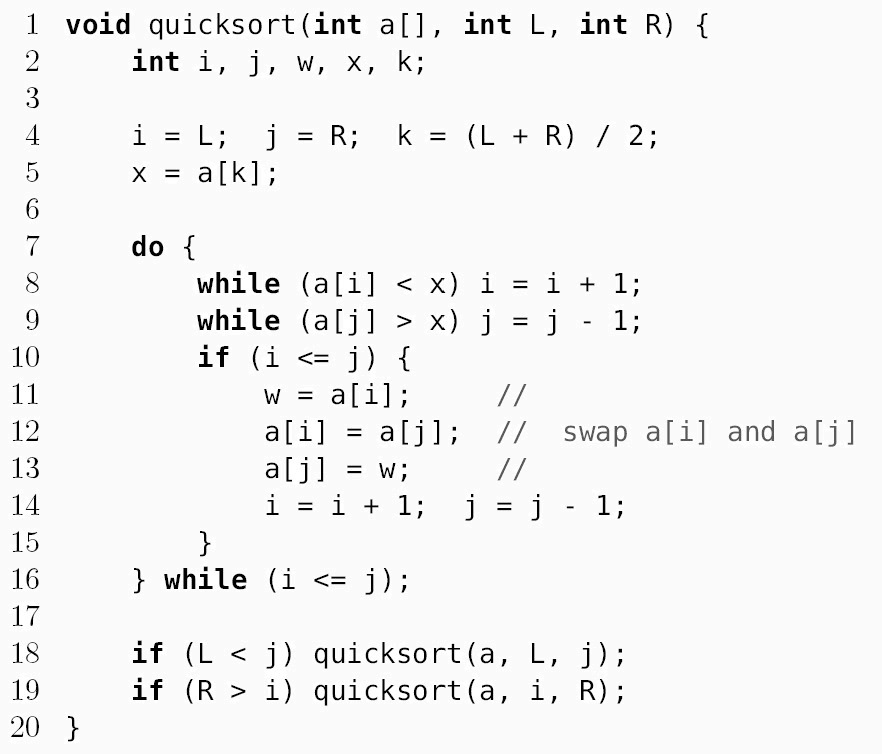 1 void quicksort(int a[], int L, int R) {
2     int i, j, w, x, k;
3
4     i = L;  j = R;  k = (L + R) / 2;
5     x = a[k];
6
7     do {
8         while (a[i] < x) i = i + 1;
9         while (a[j] > x) j = j - 1;
10         if (i <= j) {
11             w = a[i];     //
12             a[i] = a[j];  //  swap a[i] and a[j]
13             a[j] = w;     //
14             i = i + 1;  j = j - 1;
15         }
16     } while (i <= j);
17
18     if (L < j) quicksort(a, L, j);
19     if (R > i) quicksort(a, i, R);
20 }